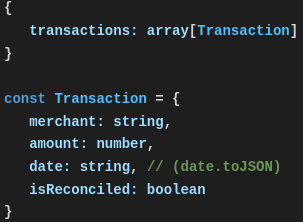 {
   transactions: array[Transaction]
}

const Transaction = {
   merchant: string,
   amount: number,
   date: string, // (date.toJSON)
   isReconciled: boolean
}